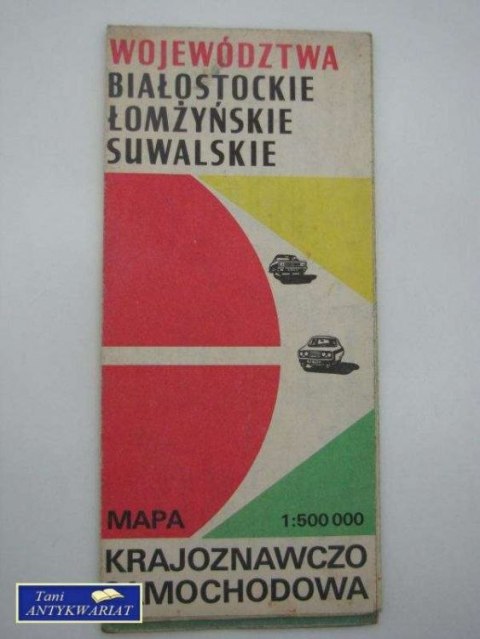 WOJEWÓDZTWA
BIAŁOSTOCKIE
ŁOMŻYŃSKIE
SUWALSKIE
MAPA
1:500 000
KRAJOZNAWCZO
SAMOCHODOWA
Tani
ANTYKWARIAT